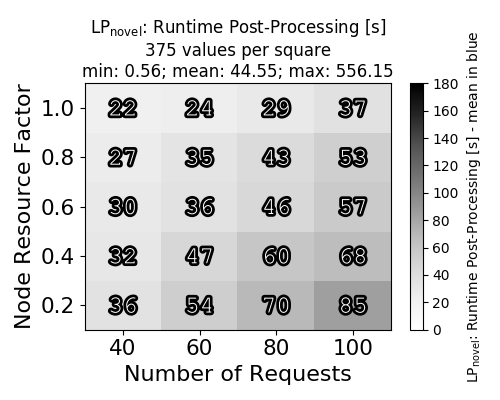 LPnovel: Runtime Post-Processing [s]
375 values per square
min: 0.56; mean: 44.55; max: 556.15
Node Resource Factor
1.0 22 24 29 37
0.8 27 35 43 53
0.6 30 36 46 57
0.4 32 47 60 68
0.2 36 54 70 85
40 60 80 100
Number of Requests
180
160
140
120
100
80
60
40
20
0
LPnovel: Runtime Post-Processing [s] - mean in blue